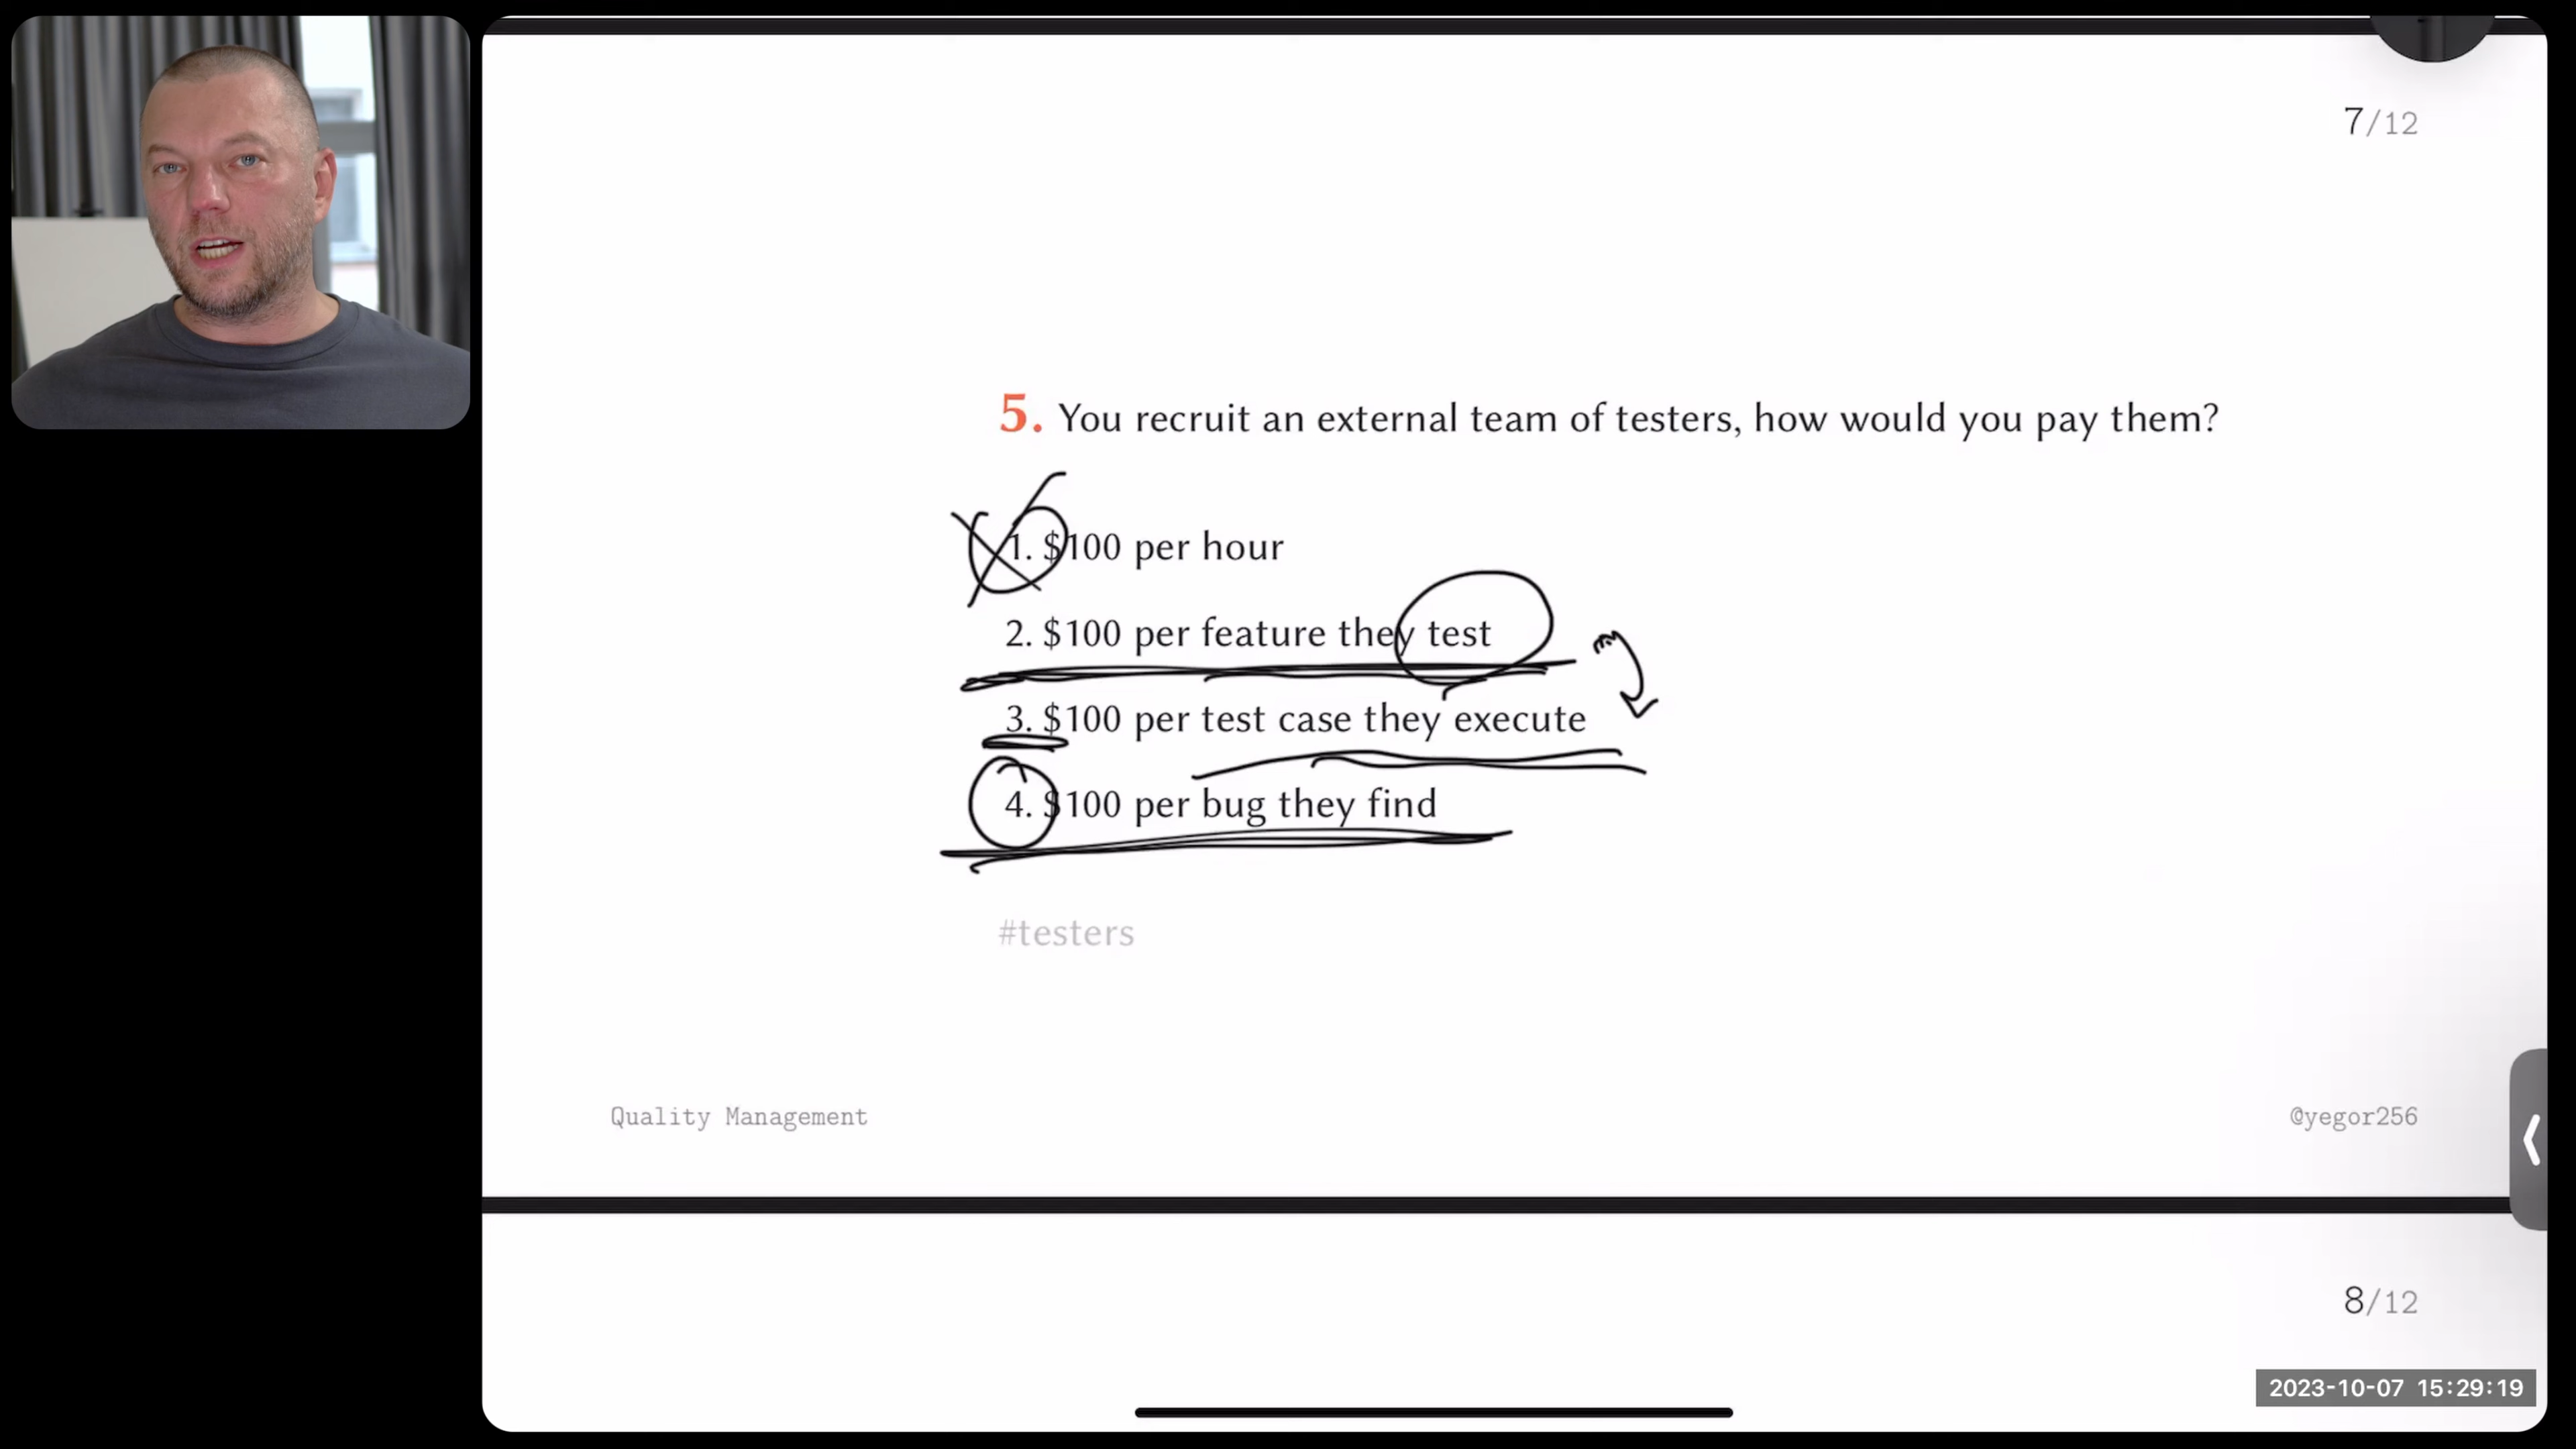 7/12
5. You recruit an external team of testers, how would you pay them?
1. $100 per hour
2. $100 per feature they test
3. $100 per test case they execute
4. $100 per bug they find
#testers
Quality Management
@yegor256
8/12
2023-10-07 15:29:19